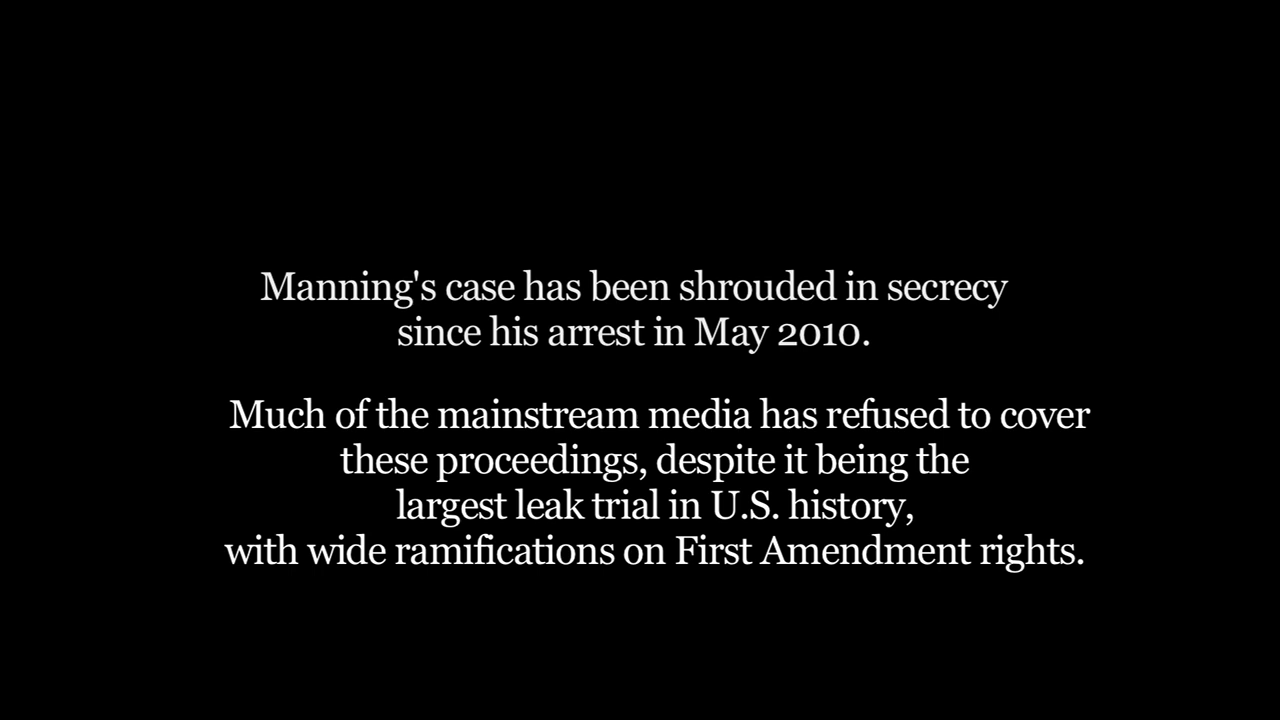 Manning's case has been shrouded in secrecy
since his arrest in May 2010.
Much of the mainstream media has refused to cover
these proceedings, despite it being the
largest leak trial in U.S. history,
with wide ramifications on First Amendment rights.